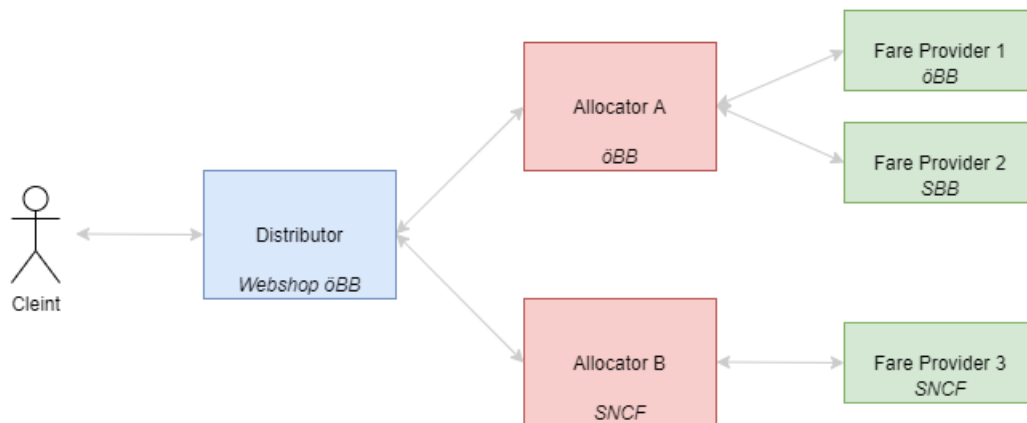 Cleint
Distributor
Webshop öBB
Allocator A
öBB
Allocator B
SNCF
Fare Provider 1
öBB
Fare Provider 2
SBB
Fare Provider 3
SNCF